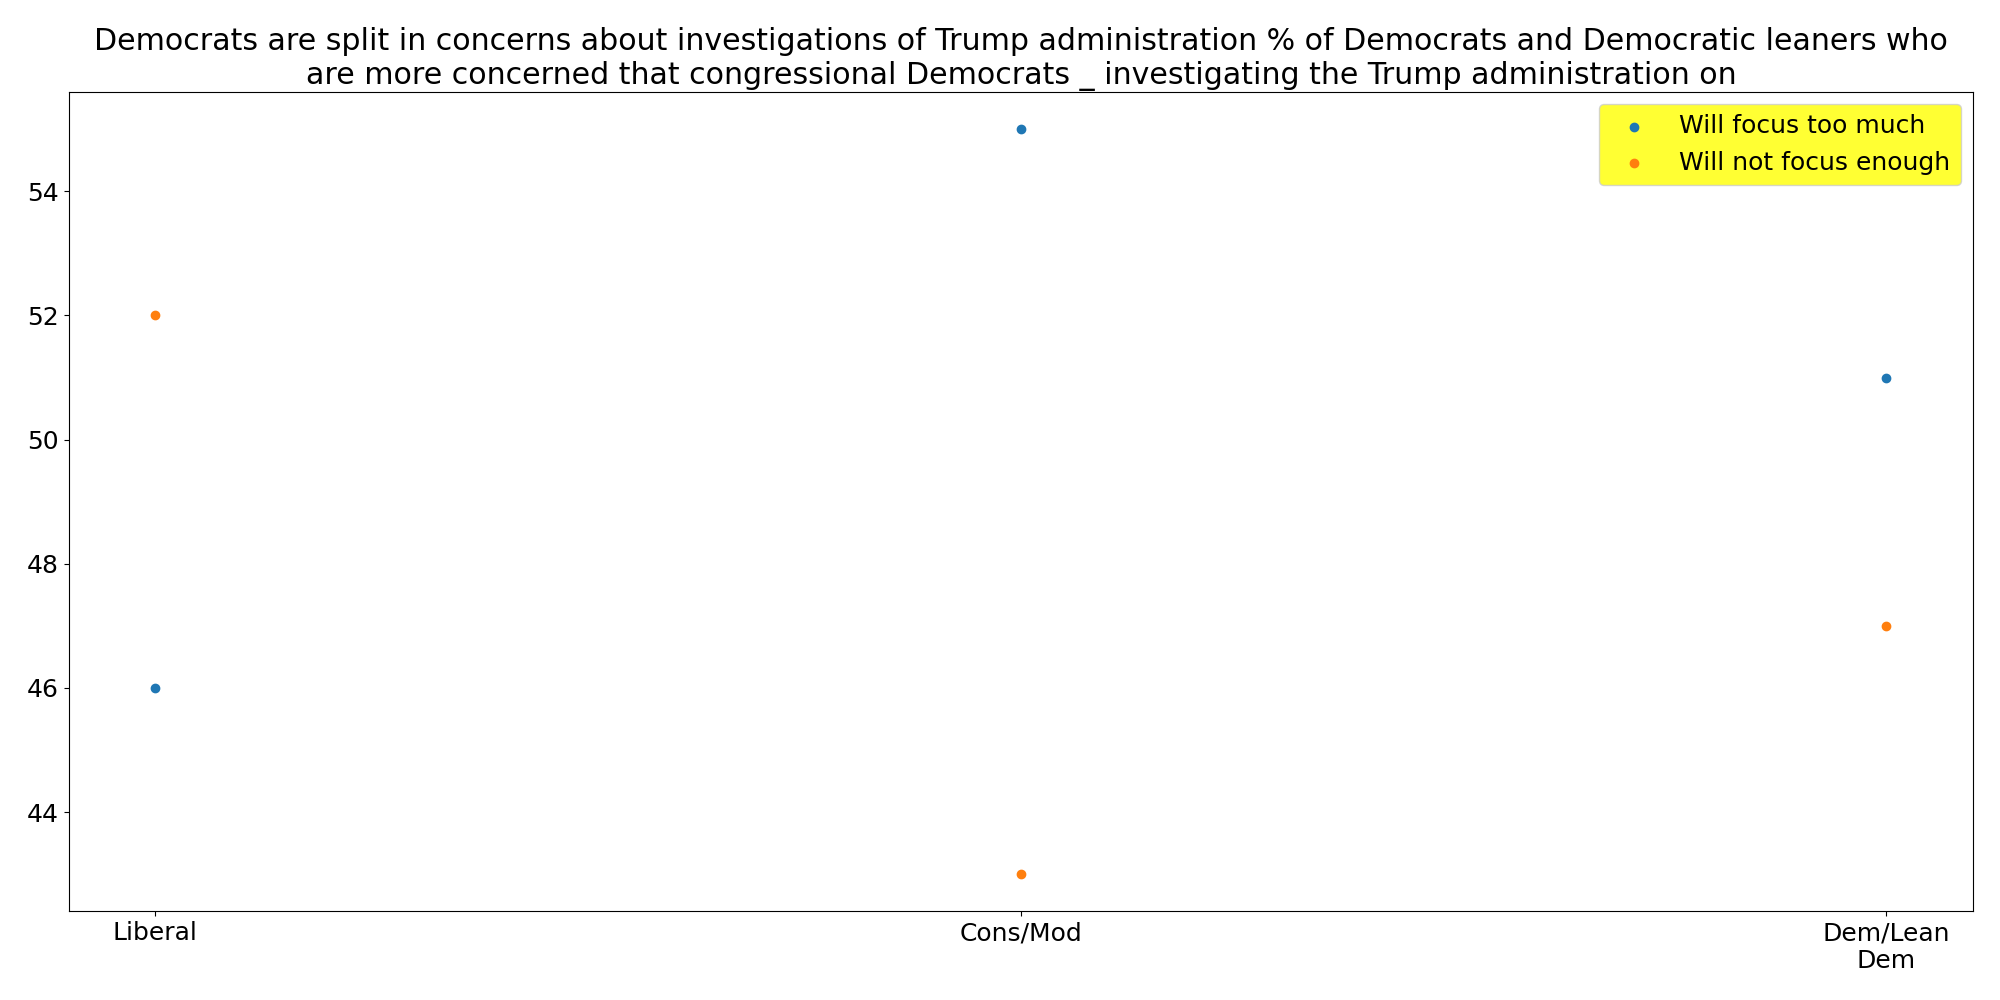 Democrats are split in concerns about investigations of Trump administration % of Democrats and Democratic leaners who
are more concerned that congressional Democrats _ investigating the Trump administration on
Will focus too much
Will not focus enough
54
52
50
48
46
44
Liberal
Cons/Mod
Dem/Lean
Dem